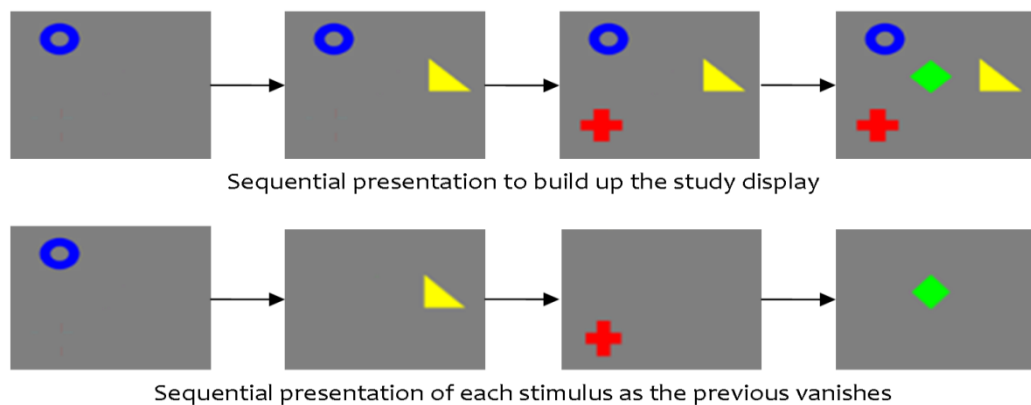 Sequential presentation to build up the study display
Sequential presentation of each stimulus as the previous vanishes